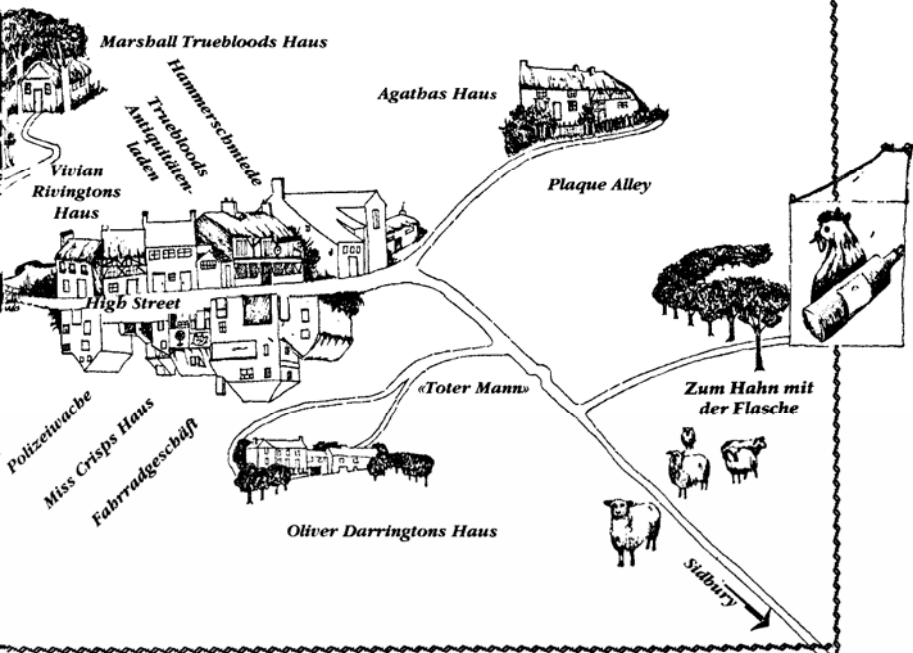 Marshall Truebloods Haus
Hammerschmiede
Truebloods
Antiquitäten-
laden
Agathas Haus
Plaque Alley
Vivian
Rivingtons
Haus
High Street
«Toter Mann»
Zum Hahn mit
der Flasche
Polizeiwache
Miss Crisps Haus
Fahrradgeschäft
Oliver Darringtons Haus
Sidbury